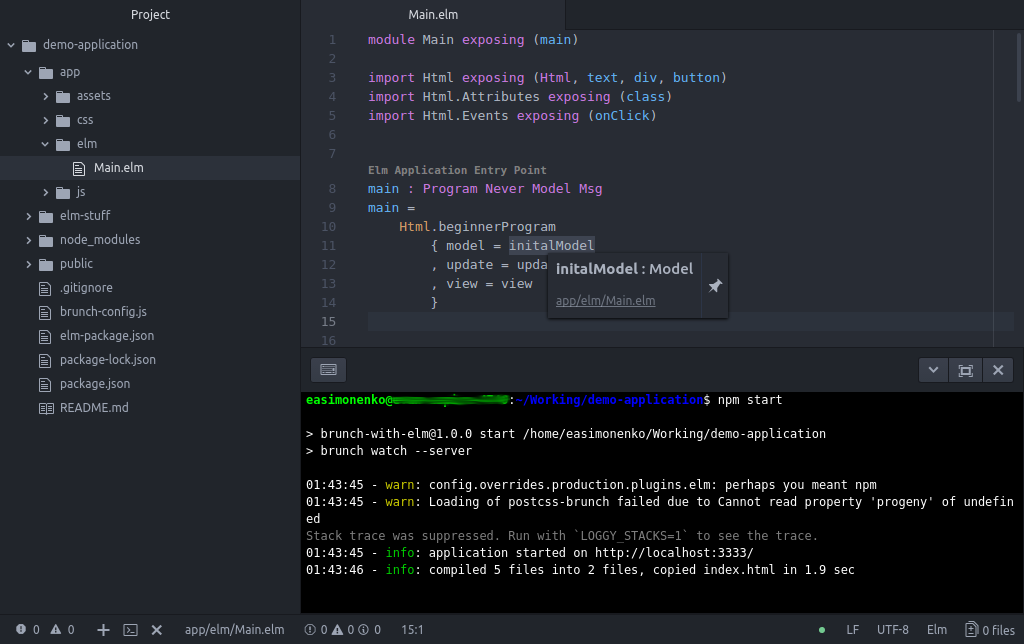 Project
demo-application
app
assets
css
elm
Main.elm
js
elm-stuff
node_modules
public
.gitignore
brunch-config.js
elm-package.json
package-lock.json
package.json
README.md
Main.elm
1 module Main exposing (main)
2
3 import Html exposing (Html, text, div, button)
4 import Html.Attributes exposing (class)
5 import Html.Events exposing (onClick)
6
7
Elm Application Entry Point
8 main : Program Never Model Msg
9 main =
10 Html.beginnerProgram
11 { model = initalModel
12 , update = upda
13 , view = view
14 }
15
16
initalModel : Model
app/elm/Main.elm
easimonenko@ :~/Working/demo-application$ npm start
> brunch-with-elm@1.0.0 start /home/easimonenko/Working/demo-application
> brunch watch --server
01:43:45 - warn: config.overrides.production.plugins.elm: perhaps you meant npm
01:43:45 - warn: Loading of postcss-brunch failed due to Cannot read property 'progeny' of undefin
ed
Stack trace was suppressed. Run with `LOGGY_STACKS=1` to see the trace.
01:43:45 - info: application started on http://localhost:3333/
01:43:46 - info: compiled 5 files into 2 files, copied index.html in 1.9 sec
0 0 app/elm/Main.elm 0 0 0 15:1 LF UTF-8 Elm 0 files